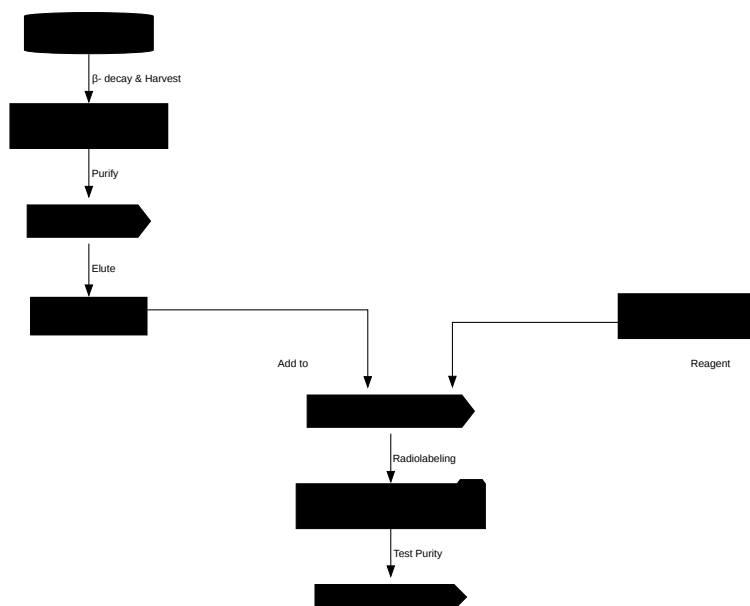 β- decay & Harvest
Purify
Elute
Add to
Reagent
Radiolabeling
Test Purity